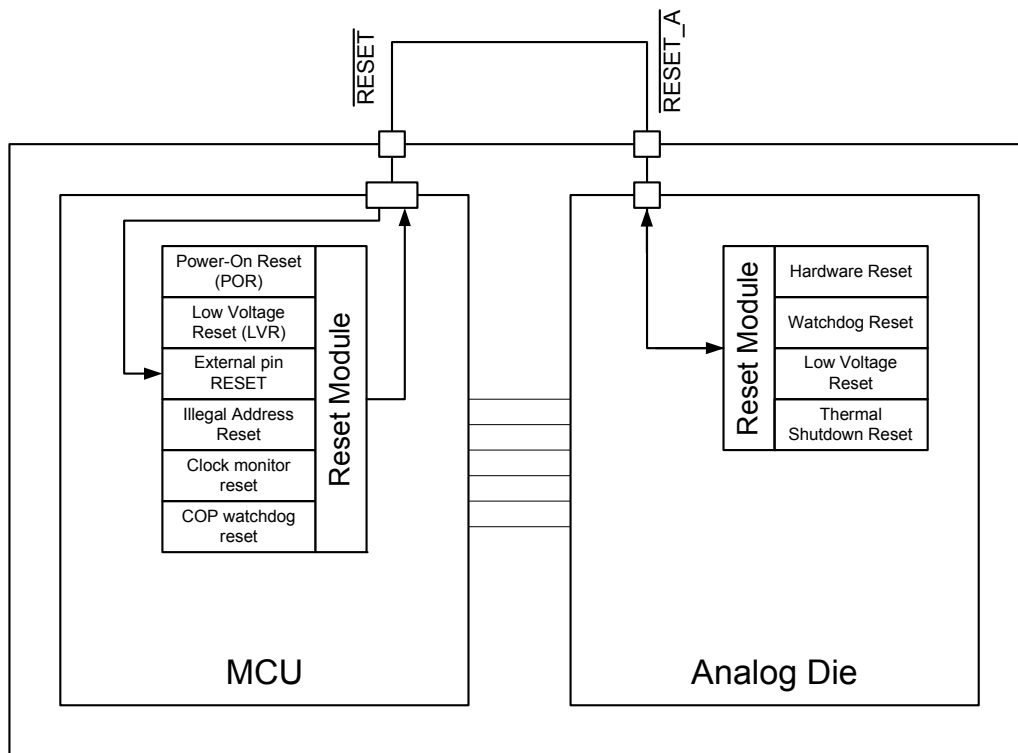 RESET
RESET_A
Power-On Reset
(POR)
Low Voltage
Reset (LVR)
External pin
RESET
Illegal Address
Reset
Clock monitor
reset
COP watchdog
reset
Reset Module
Reset Module
Hardware Reset
Watchdog Reset
Low Voltage
Reset
Thermal
Shutdown Reset
MCU
Analog Die